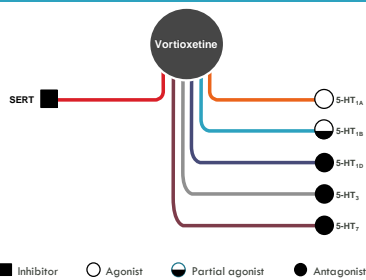 Vortioxetine
SERT
5-HT1A
5-HT1B
5-HT1D
5-HT3
5-HT7
Inhibitor Agonist Partial agonist Antagonist